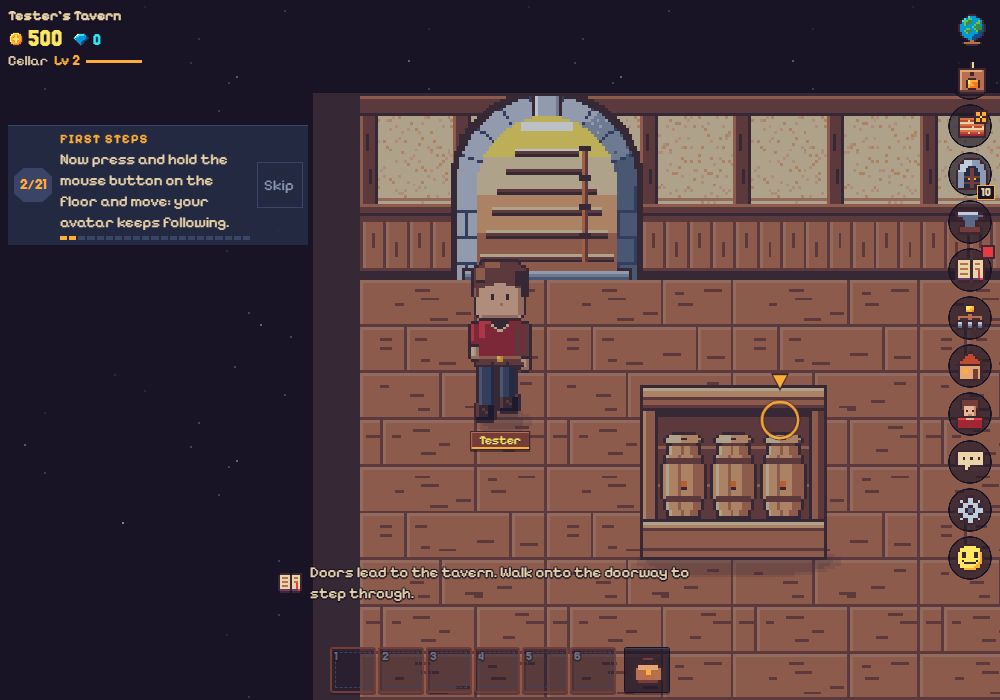 Tester's Tavern
500 0
Cellar Lv 2
FIRST STEPS
2/21
Now press and hold the
mouse button on the
floor and move: your
avatar keeps following.
Skip
10
Tester
Doors lead to the tavern. Walk onto the doorway to
step through.
1 2 3 4 5 6